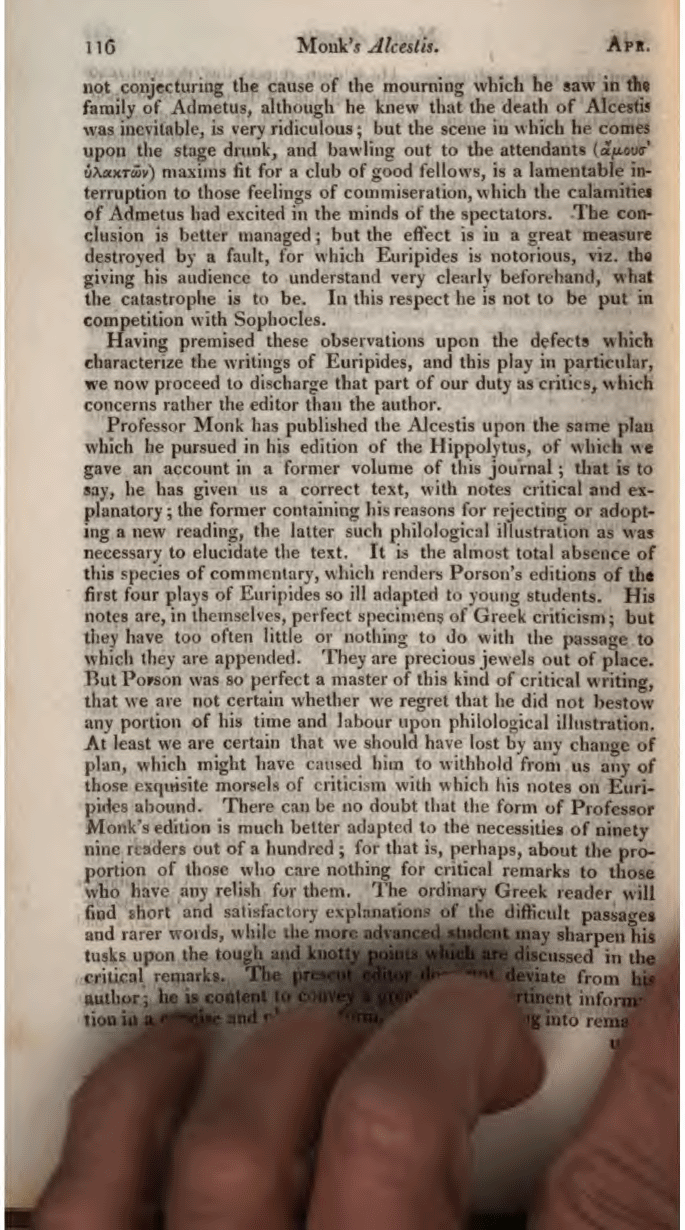 116 Monk's Alcestis. APR.
not conjecturing the cause of the mourning which he saw in the
family of Admetus, although he knew that the death of Alcestis
was inevitable, is very ridiculous; but the scene in which he comes
upon the stage drunk, and bawling out to the attendants (ἄμουσ'
ὑλακτῶν) maxims fit for a club of good fellows, is a lamentable in-
terruption to those feelings of commiseration, which the calamities
of Admetus had excited in the minds of the spectators. The con-
clusion is better managed; but the effect is in a great measure
destroyed by a fault, for which Euripides is notorious, viz. the
giving his audience to understand very clearly beforehand, what
the catastrophe is to be. In this respect he is not to be put in
competition with Sophocles.
Having premised these observations upon the defects which
characterize the writings of Euripides, and this play in particular,
we now proceed to discharge that part of our duty as critics, which
concerns rather the editor than the author.
Professor Monk has published the Alcestis upon the same plan
which he pursued in his edition of the Hippolytus, of which we
gave an account in a former volume of this journal; that is to
say, he has given us a correct text, with notes critical and ex-
planatory; the former containing his reasons for rejecting or adopt-
ing a new reading, the latter such philological illustration as was
necessary to elucidate the text. It is the almost total absence of
this species of commentary, which renders Porson's editions of the
first four plays of Euripides so ill adapted to young students. His
notes are, in themselves, perfect specimens of Greek criticism; but
they have too often little or nothing to do with the passage to
which they are appended. They are precious jewels out of place.
But Porson was so perfect a master of this kind of critical writing,
that we are not certain whether we regret that he did not bestow
any portion of his time and labour upon philological illustration.
At least we are certain that we should have lost by any change of
plan, which might have caused him to withhold from us any of
those exquisite morsels of criticism with which his notes on Euri-
pides abound. There can be no doubt that the form of Professor
Monk's edition is much better adapted to the necessities of ninety
nine readers out of a hundred; for that is, perhaps, about the pro-
portion of those who care nothing for critical remarks to those
who have any relish for them. The ordinary Greek reader will
find short and satisfactory explanations of the difficult passages
and rarer words, while the more advanced student may sharpen his
tusks upon the tough and knotty points which are discussed in the
critical remarks. The present editor deviate from his
author; he is content to convey a
tion in a and into